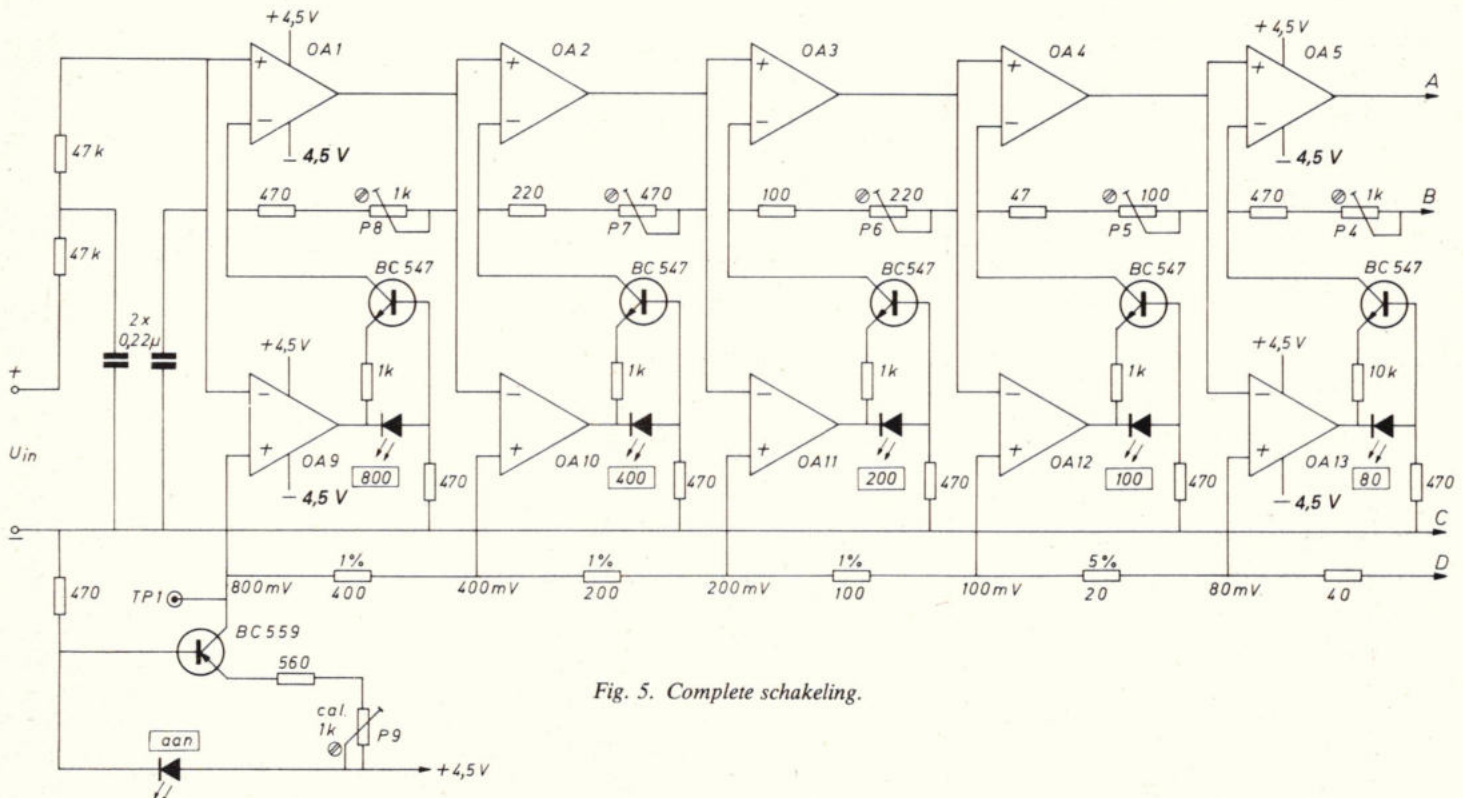 +4,5V OA1 OA2 OA3 OA4 +4,5V OA5
+ + + + + A
− − − − −
47k
− 4,5 V − 4,5 V
470 1k 220 470 100 220 47 100 470 1k B
P8 P7 P6 P5 P4
47k
BC547 BC547 BC547 BC547 BC547
2x
0,22µ
+4,5V +4,5V
+ 1k 1k 1k 1k 10k
− − − − −
Uin
+ + + + +
OA9 OA10 OA11 OA12 OA13
800 400 200 100 80
470 470 470 470 470
− 4,5 V − 4,5 V
− C
1% 1% 1% 5% D
800mV 400mV 200mV 100mV 80mV
400 200 100 20 40
470 TP1
BC559
560
Fig. 5. Complete schakeling.
cal.
1k P9
aan
+4,5V